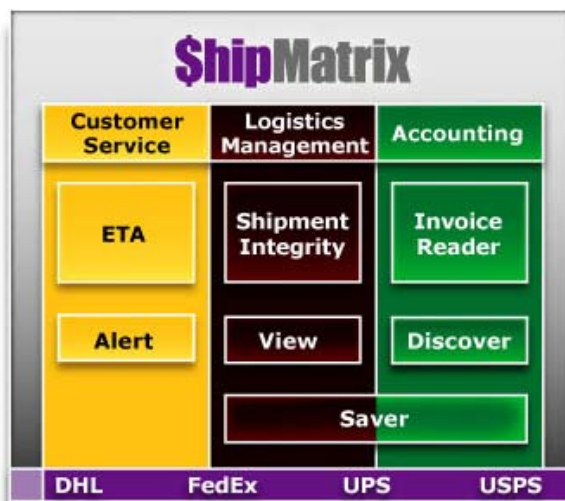 $hipMatrix
Customer Service
Logistics Management
Accounting
ETA
Shipment Integrity
Invoice Reader
Alert
View
Discover
Saver
DHL FedEx UPS USPS